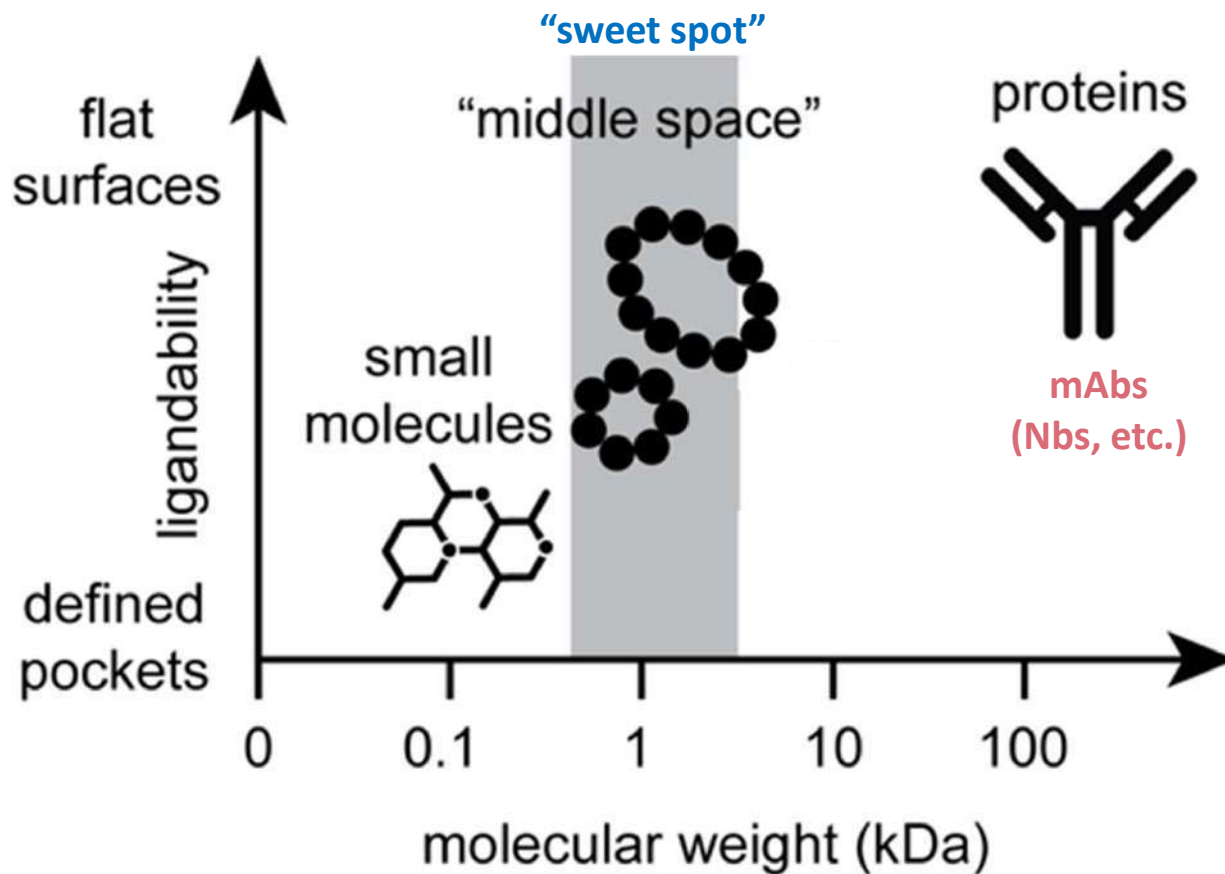 “sweet spot”
“middle space”
proteins
flat
surfaces
ligandability
small
molecules
mAbs
(Nbs, etc.)
defined
pockets
0
0.1
1
10
100
molecular weight (kDa)